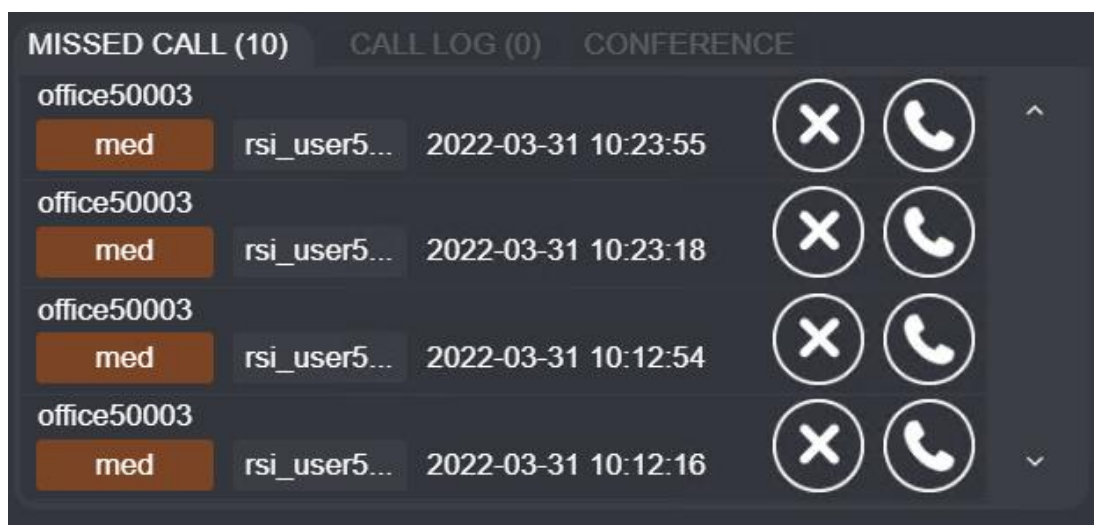 MISSED CALL (10) CALL LOG (0) CONFERENCE
office50003
med rsi_user5... 2022-03-31 10:23:55
office50003
med rsi_user5... 2022-03-31 10:23:18
office50003
med rsi_user5... 2022-03-31 10:12:54
office50003
med rsi_user5... 2022-03-31 10:12:16